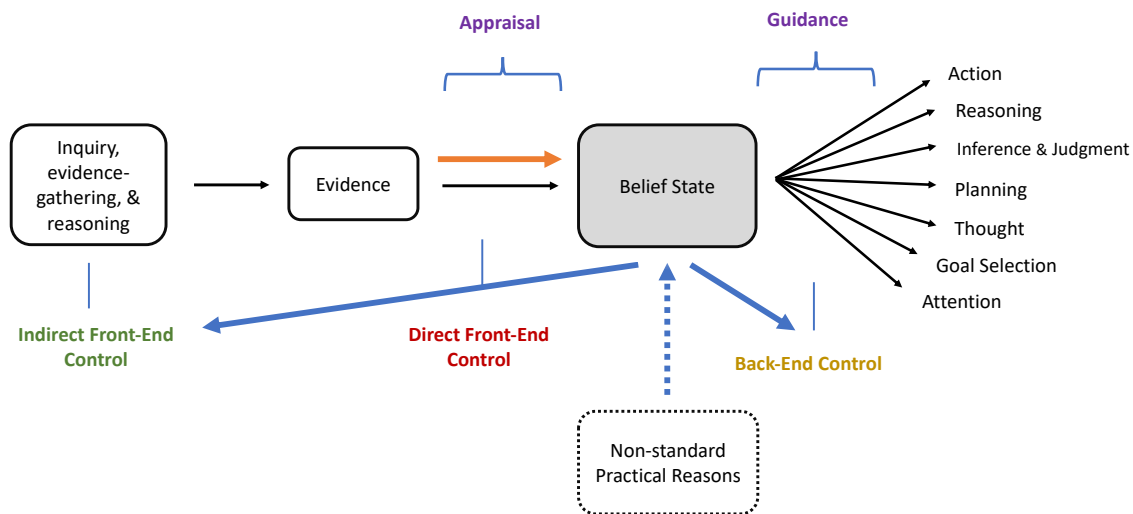 Appraisal
Guidance
Inquiry,
evidence-
gathering, &
reasoning
Evidence
Belief State
Action
Reasoning
Inference & Judgment
Planning
Thought
Goal Selection
Attention
Indirect Front-End
Control
Direct Front-End
Control
Back-End Control
Non-standard
Practical Reasons